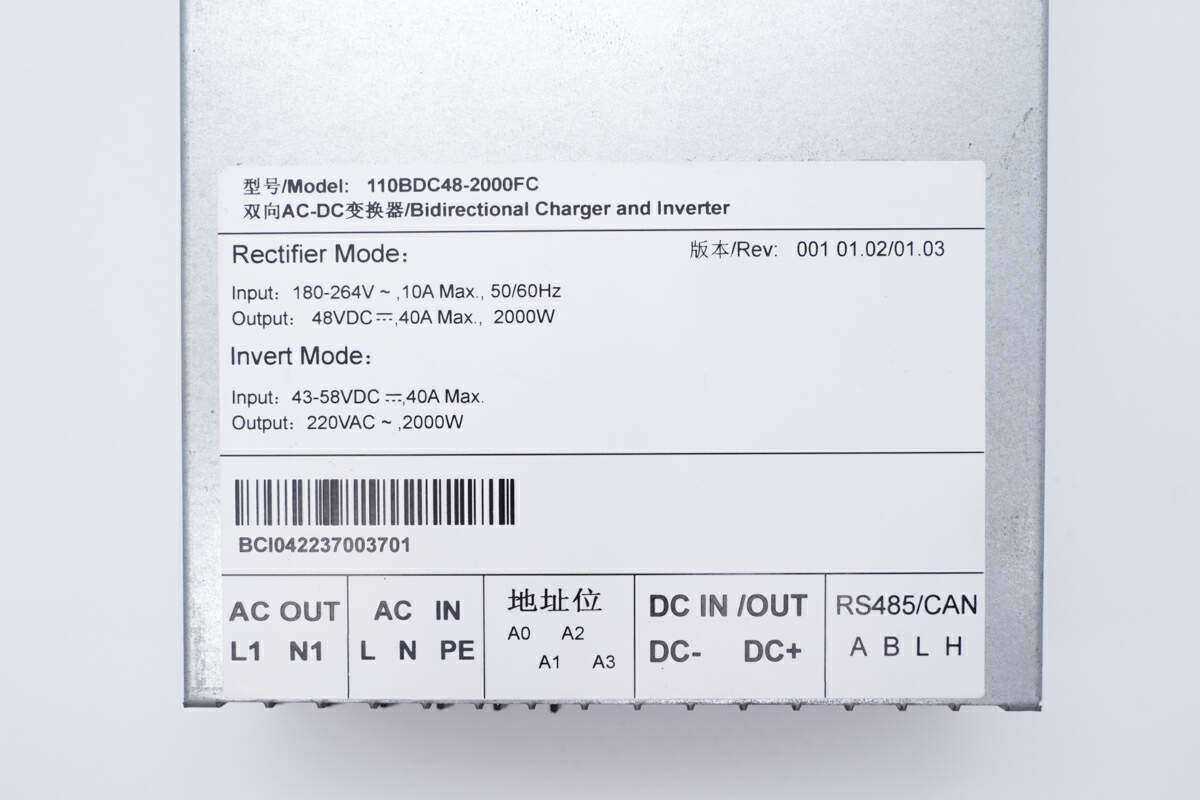 型号/Model: 110BDC48-2000FC
双向AC-DC变换器/Bidirectional Charger and Inverter
Rectifier Mode:
版本/Rev: 001 01.02/01.03
Input: 180-264V ~ ,10A Max., 50/60Hz
Output: 48VDC⎓,40A Max., 2000W
Invert Mode:
Input: 43-58VDC ⎓,40A Max.
Output: 220VAC ~ ,2000W
BCI042237003701
AC OUT
L1 N1
AC IN
L N PE
地址位
A0 A2
A1 A3
DC IN /OUT
DC- DC+
RS485/CAN
A B L H